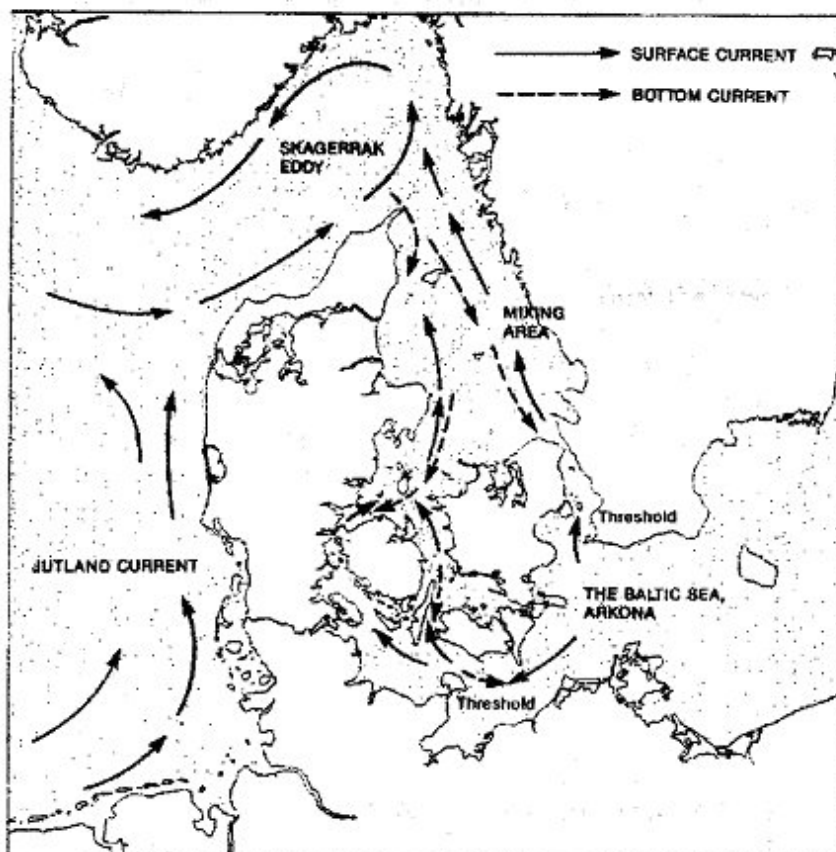 SURFACE CURRENT
BOTTOM CURRENT
SKAGERRAK
EDDY
MIXING
AREA
Threshold
JUTLAND CURRENT
THE BALTIC SEA,
ARKONA
Threshold